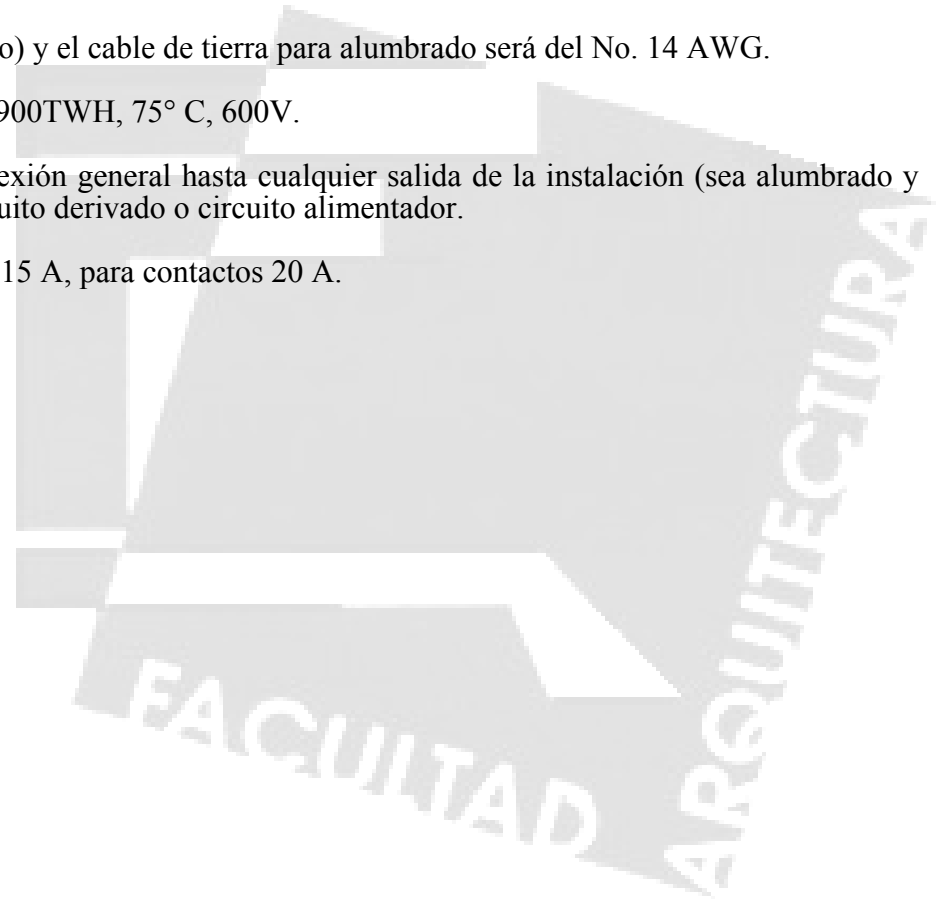 o) y el cable de tierra para alumbrado será del No. 14 AWG.
900TWH, 75° C, 600V.
exión general hasta cualquier salida de la instalación (sea alumbrado y
uito derivado o circuito alimentador.
15 A, para contactos 20 A.
FACULTAD
ARQUITECTURA